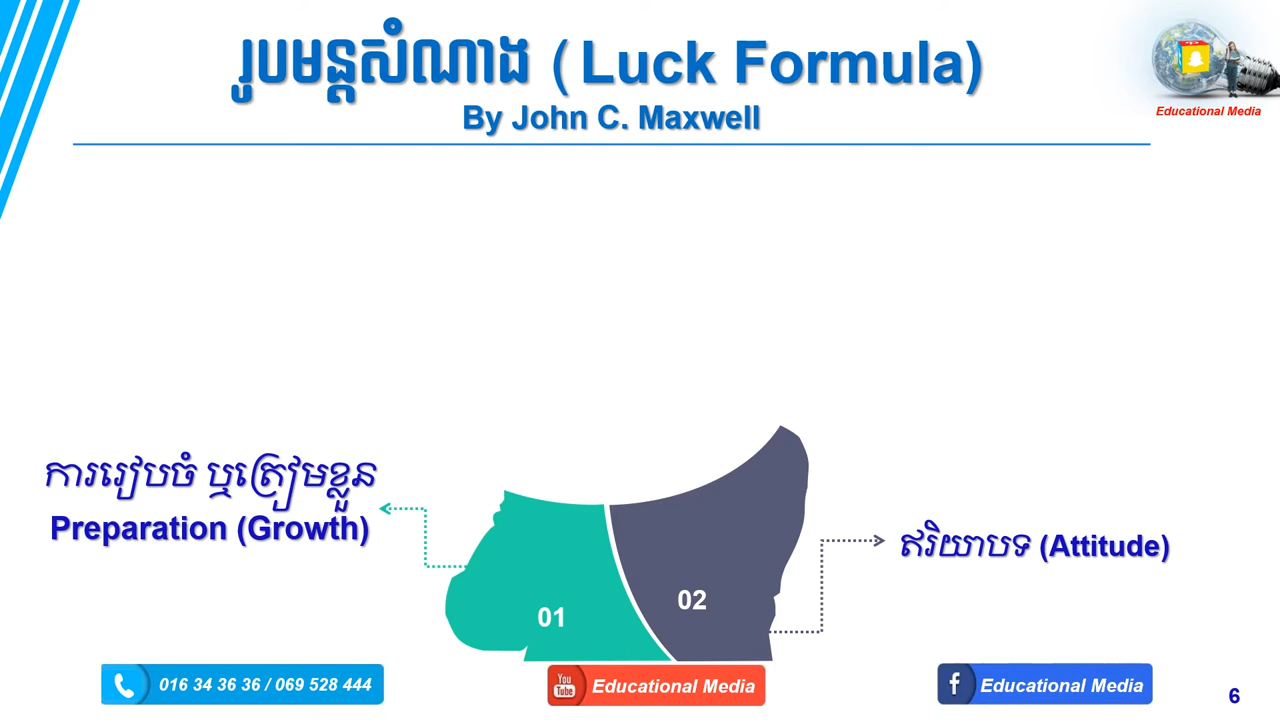 រូបមន្តសំណាង ( Luck Formula)
By John C. Maxwell
Educational Media
ការរៀបចំ ឬត្រៀមខ្លួន
Preparation (Growth)
ឥរិយាបទ (Attitude)
01
02
016 34 36 36 / 069 528 444
You
Tube
Educational Media
f
Educational Media
6